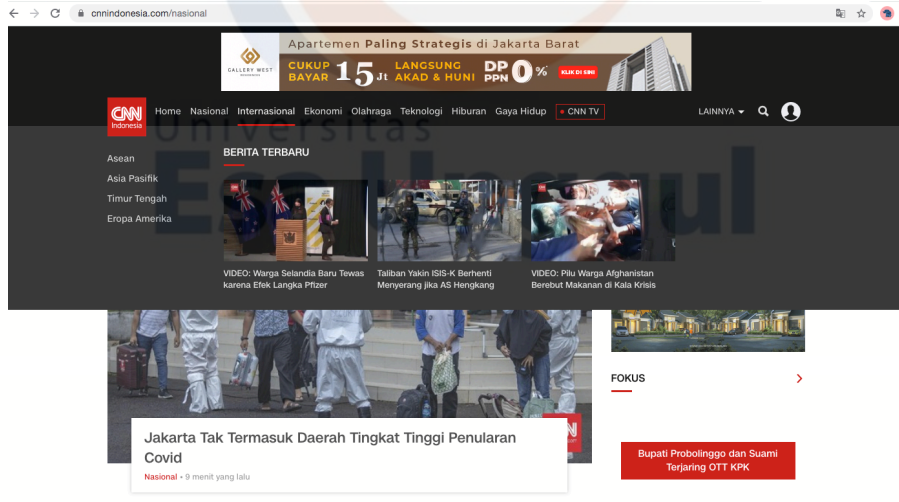 cnnindonesia.com/nasional
Apartemen Paling Strategis di Jakarta Barat
GALLERY WEST
CUKUP BAYAR 15 Jt LANGSUNG AKAD & HUNI DP PPN 0% KLIK DI SINI
CNN Indonesia
Home Nasional Internasional Ekonomi Olahraga Teknologi Hiburan Gaya Hidup CNN TV LAINNYA
Universitas
Esa Unggul
Asean
Asia Pasifik
Timur Tengah
Eropa Amerika
BERITA TERBARU
VIDEO: Warga Selandia Baru Tewas
karena Efek Langka Pfizer
Taliban Yakin ISIS-K Berhenti
Menyerang jika AS Hengkang
VIDEO: Pilu Warga Afghanistan
Berebut Makanan di Kala Krisis
Jakarta Tak Termasuk Daerah Tingkat Tinggi Penularan
Covid
Nasional • 9 menit yang lalu
FOKUS
Bupati Probolinggo dan Suami
Terjaring OTT KPK